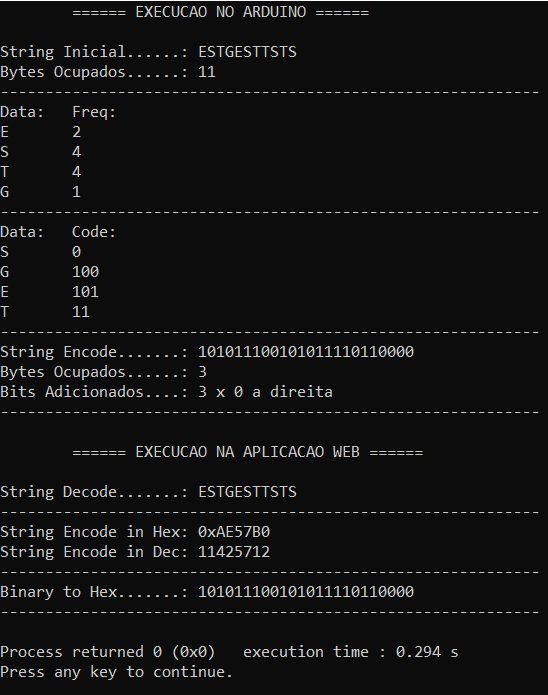 ====== EXECUCAO NO ARDUINO ======
String Inicial......: ESTGESTTSTS
Bytes Ocupados......: 11
------------------------------------------------------------
Data:   Freq:
E       2
S       4
T       4
G       1
------------------------------------------------------------
Data:   Code:
S       0
G       100
E       101
T       11
------------------------------------------------------------
String Encode.......: 101011100101011110110000
Bytes Ocupados......: 3
Bits Adicionados....: 3 x 0 a direita
------------------------------------------------------------
====== EXECUCAO NA APLICACAO WEB ======
String Decode.......: ESTGESTTSTS
------------------------------------------------------------
String Encode in Hex: 0xAE57B0
String Encode in Dec: 11425712
------------------------------------------------------------
Binary to Hex.......: 101011100101011110110000
------------------------------------------------------------
Process returned 0 (0x0)   execution time : 0.294 s
Press any key to continue.